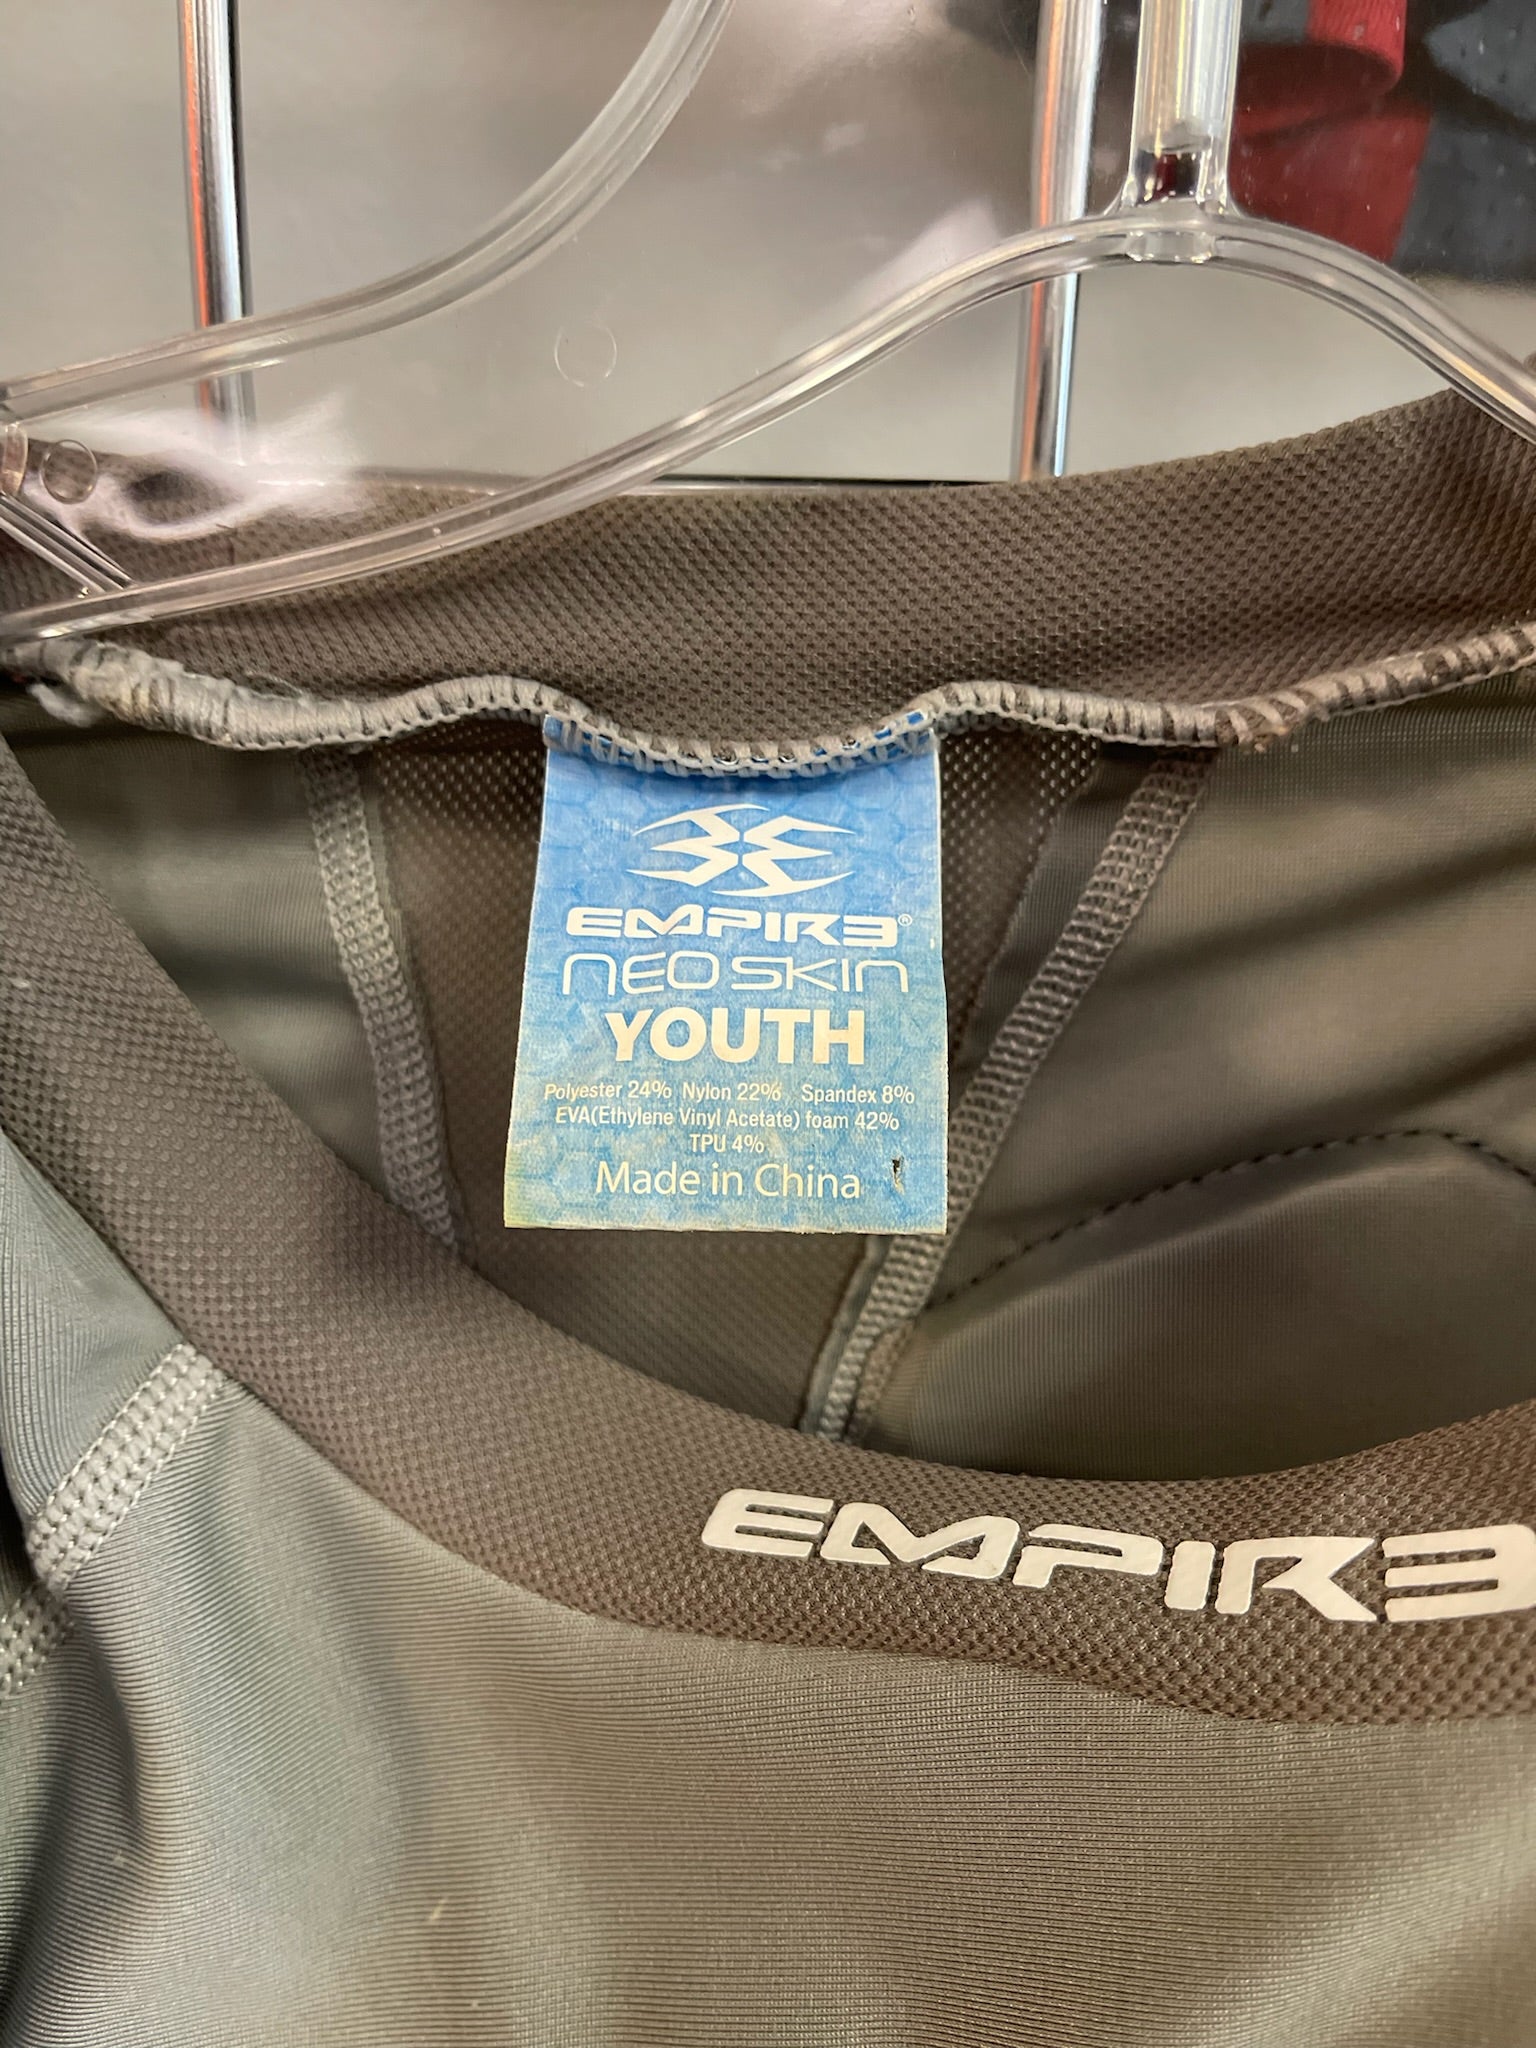 EMPIRE®
NEO SKIN
YOUTH
Polyester 24% Nylon 22% Spandex 8%
EVA(Ethylene Vinyl Acetate) foam 42%
TPU 4%
Made in China
EMPIRE